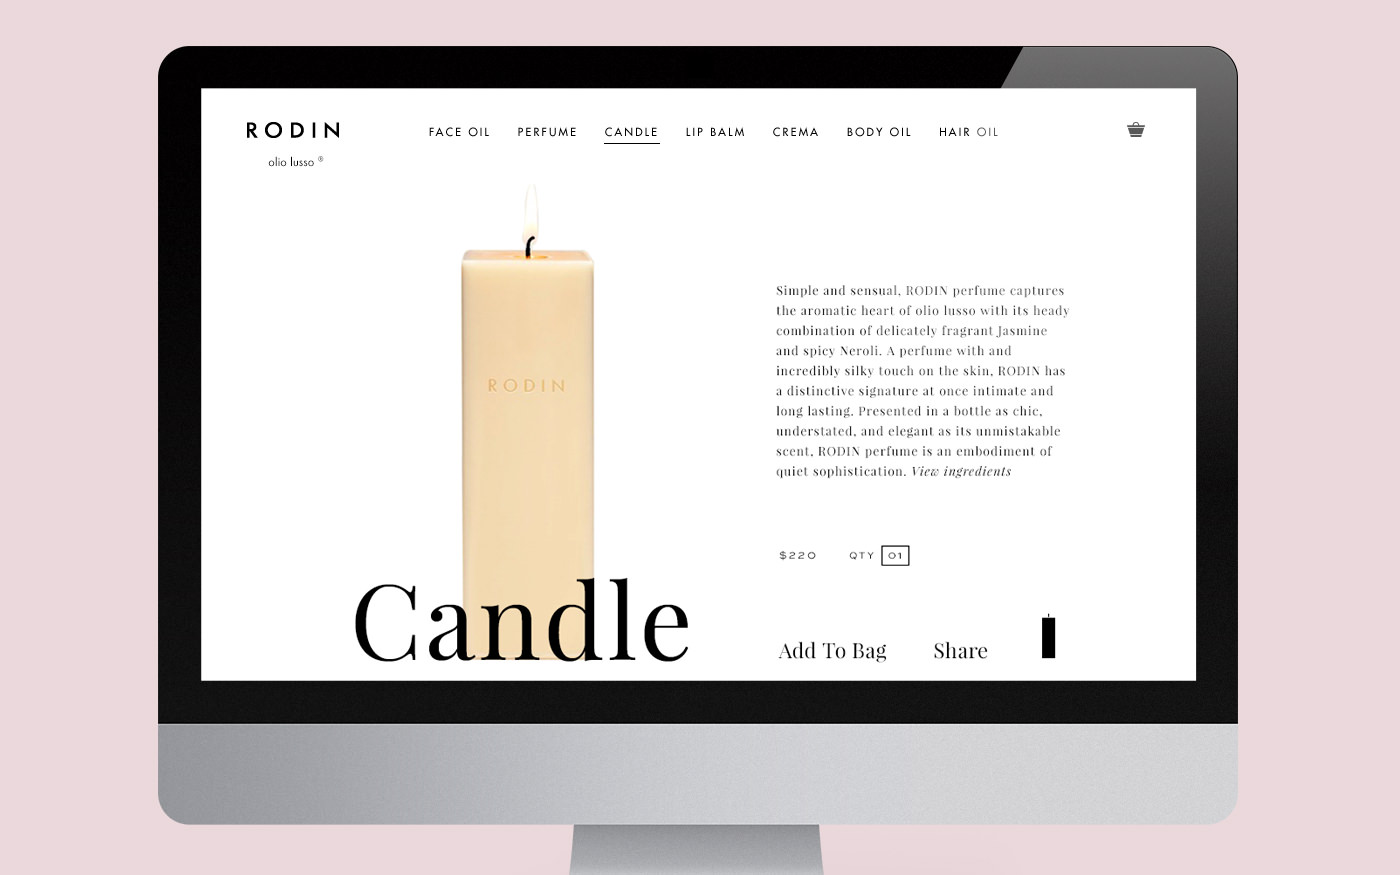 RODIN
olio lusso ®
FACE OIL PERFUME CANDLE LIP BALM CREMA BODY OIL HAIR OIL
RODIN
Simple and sensual, RODIN perfume captures
the aromatic heart of olio lusso with its heady
combination of delicately fragrant Jasmine
and spicy Neroli. A perfume with and
incredibly silky touch on the skin, RODIN has
a distinctive signature at once intimate and
long lasting. Presented in a bottle as chic,
understated, and elegant as its unmistakable
scent, RODIN perfume is an embodiment of
quiet sophistication. View ingredients
$220 QTY 01
Candle
Add To Bag Share